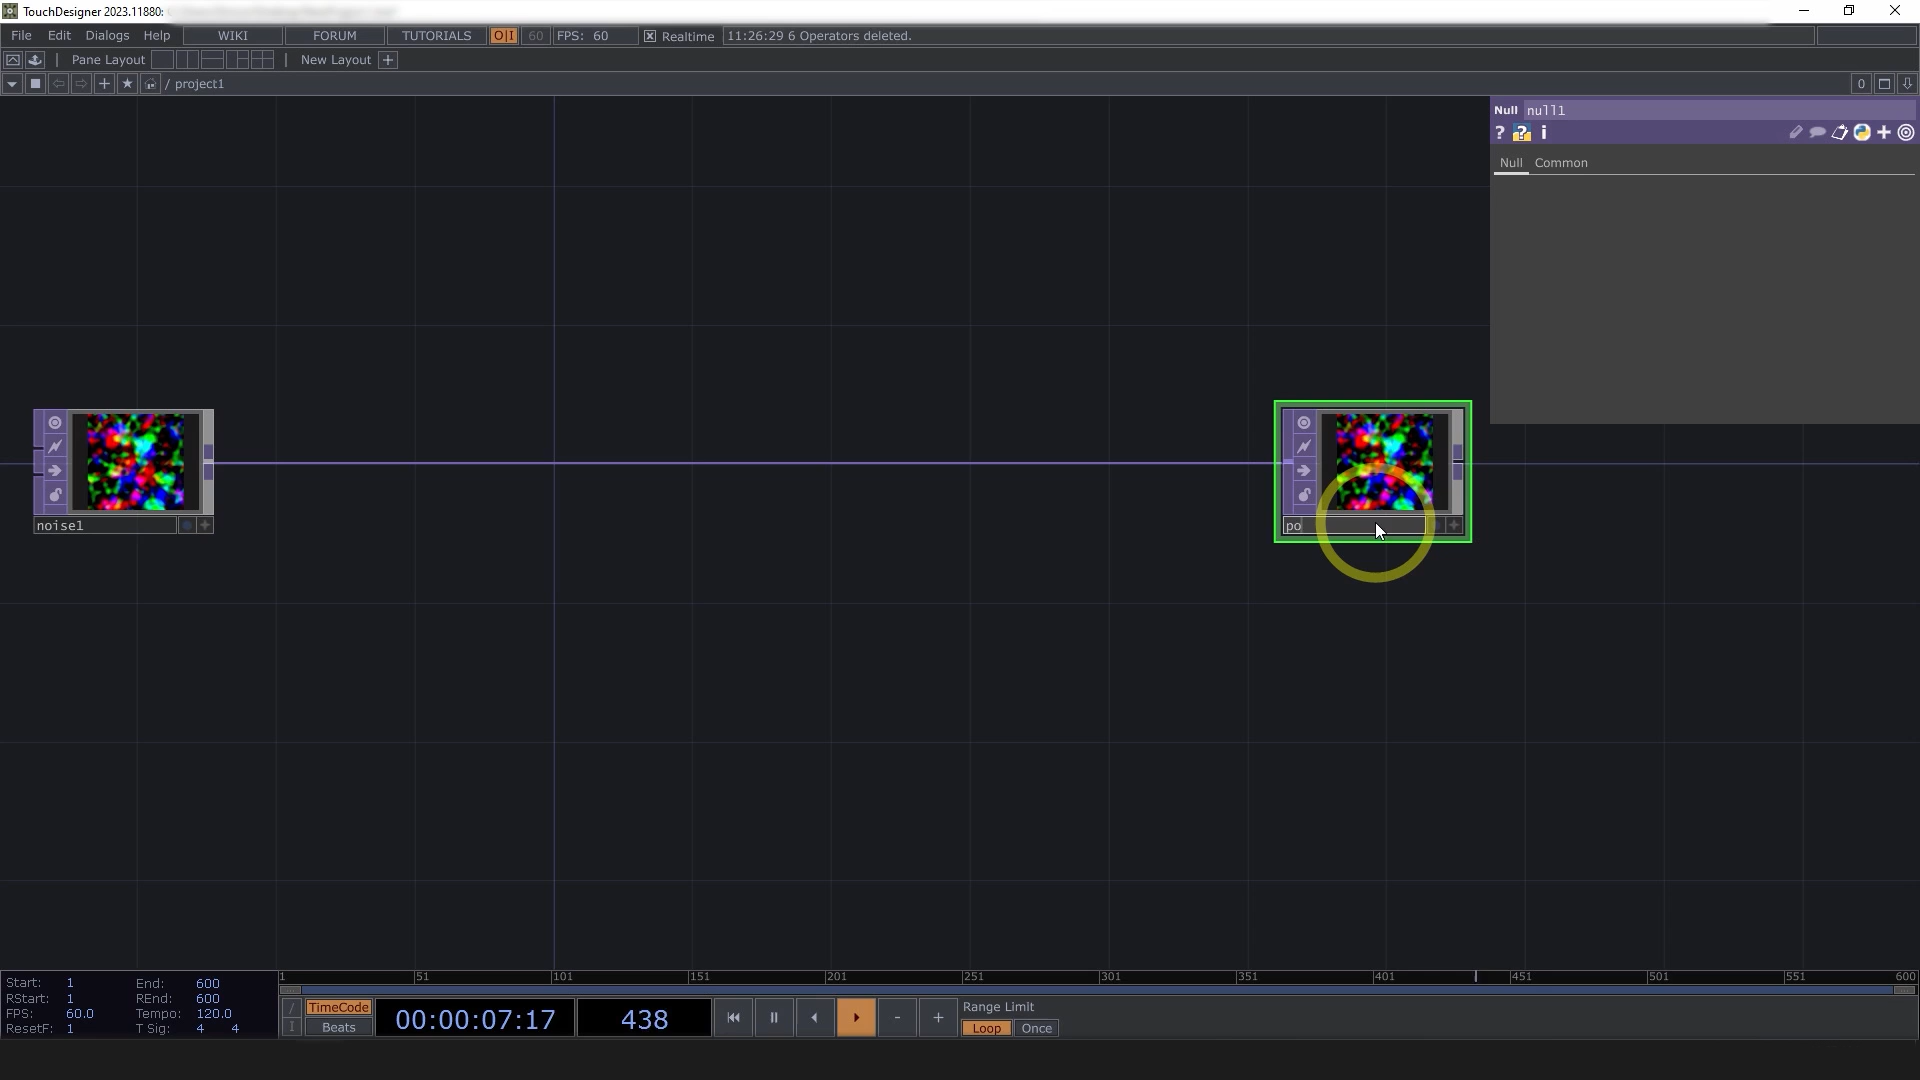 TouchDesigner 2023.11880:
File Edit Dialogs Help WIKI FORUM TUTORIALS O|I 60 FPS: 60 Realtime 11:26:29 6 Operators deleted.
Pane Layout New Layout +
/ project1 0
Null null1
? ? i
Null Common
noise1
po
Start: 1 End: 600
RStart: 1 REnd: 600
FPS: 60.0 Tempo: 120.0
ResetF: 1 T Sig: 4 4
1 51 101 151 201 251 301 351 401 451 501 551 600
/ TimeCode
I Beats
00:00:07:17 438 - +
Range Limit
Loop Once